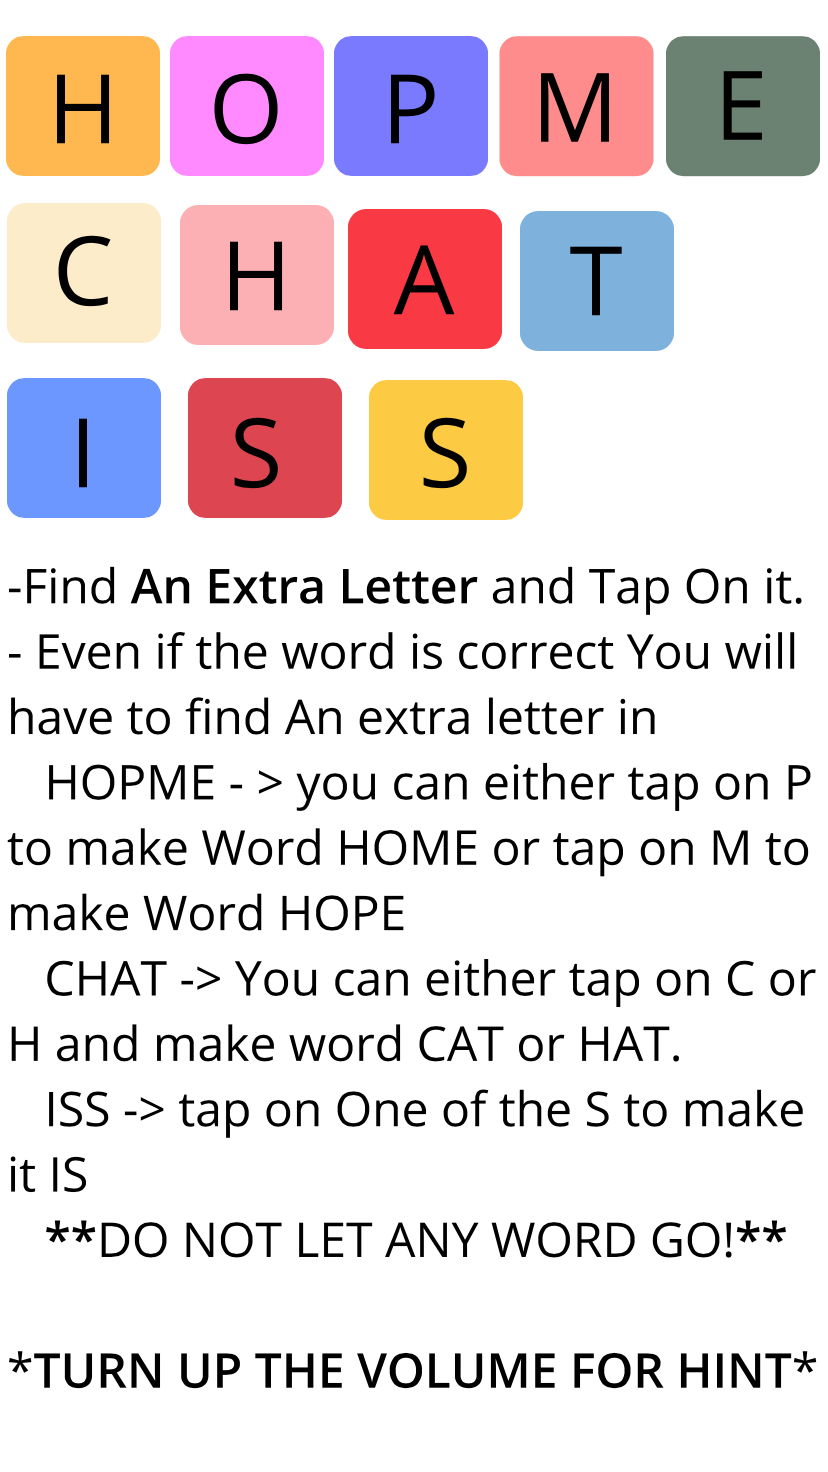 H O P M E
C H A T
I S S
-Find An Extra Letter and Tap On it.
- Even if the word is correct You will
have to find An extra letter in
HOPME - > you can either tap on P
to make Word HOME or tap on M to
make Word HOPE
CHAT -> You can either tap on C or
H and make word CAT or HAT.
ISS -> tap on One of the S to make
it IS
**DO NOT LET ANY WORD GO!**
*TURN UP THE VOLUME FOR HINT*